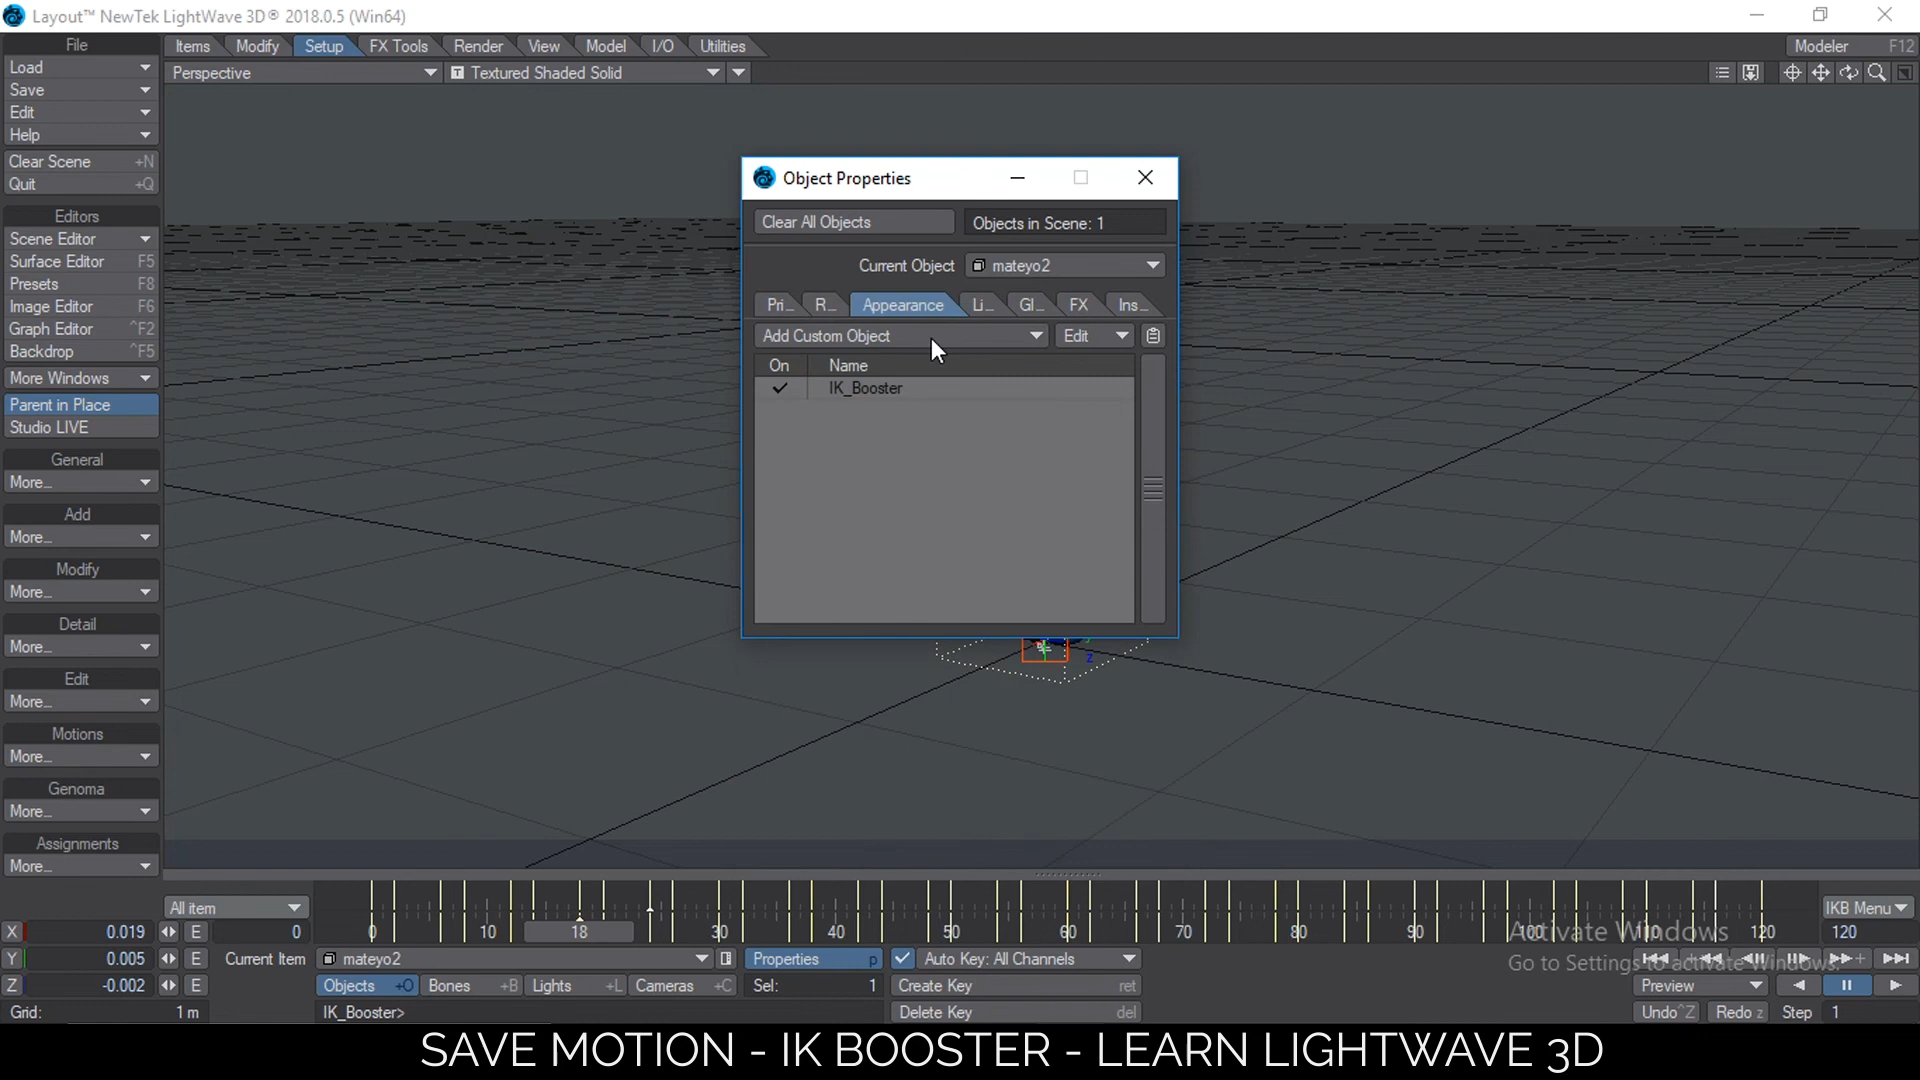 Layout™ NewTek LightWave 3D® 2018.0.5 (Win64)
File
Items Modify Setup FX Tools Render View Model I/O Utilities
Modeler F12
Load
Perspective
T Textured Shaded Solid
Save
Edit
Help
Clear Scene +N
Quit +Q
Editors
Scene Editor
Surface Editor F5
Presets F8
Image Editor F6
Graph Editor ^F2
Backdrop ^F5
More Windows
Parent in Place
Studio LIVE
General
More...
Add
More...
Modify
More...
Detail
More...
Edit
More...
Motions
More...
Genoma
More...
Assignments
More...
Object Properties
Clear All Objects
Objects in Scene: 1
Current Object mateyo2
Pri... R... Appearance Li... Gl... FX Ins...
Add Custom Object Edit
On Name
IK_Booster
z
All item
IKB Menu
X 0.019 E 0
0 10 18 30 40 50 60 70 80 90 100 110 120
120
Y 0.005 E Current Item mateyo2 Properties p Auto Key: All Channels
Z -0.002 E Objects +O Bones +B Lights +L Cameras +C Sel: 1 Create Key ret
Preview
Grid: 1 m IK_Booster> Delete Key del
Undo ^Z Redo z Step 1
Activate Windows
Go to Settings to activate Windows.
SAVE MOTION - IK BOOSTER - LEARN LIGHTWAVE 3D